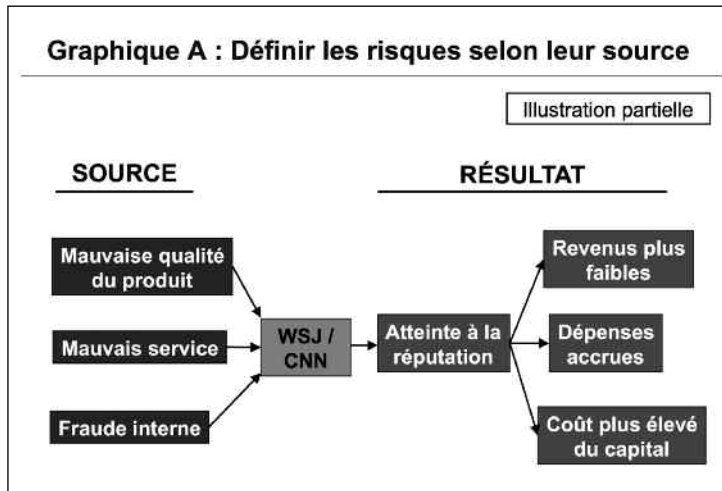 Graphique A : Définir les risques selon leur source
Illustration partielle
SOURCE
RÉSULTAT
Mauvaise qualité
du produit
Mauvais service
Fraude interne
WSJ /
CNN
Atteinte à la
réputation
Revenus plus
faibles
Dépenses
accrues
Coût plus élevé
du capital